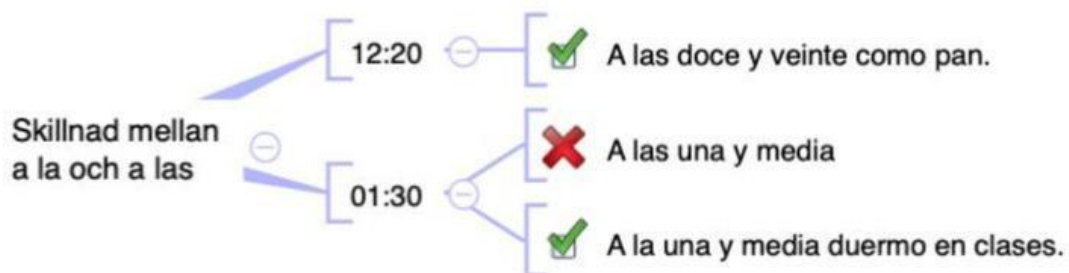 Skillnad mellan
a la och a las
12:20
A las doce y veinte como pan.
01:30
A las una y media
A la una y media duermo en clases.